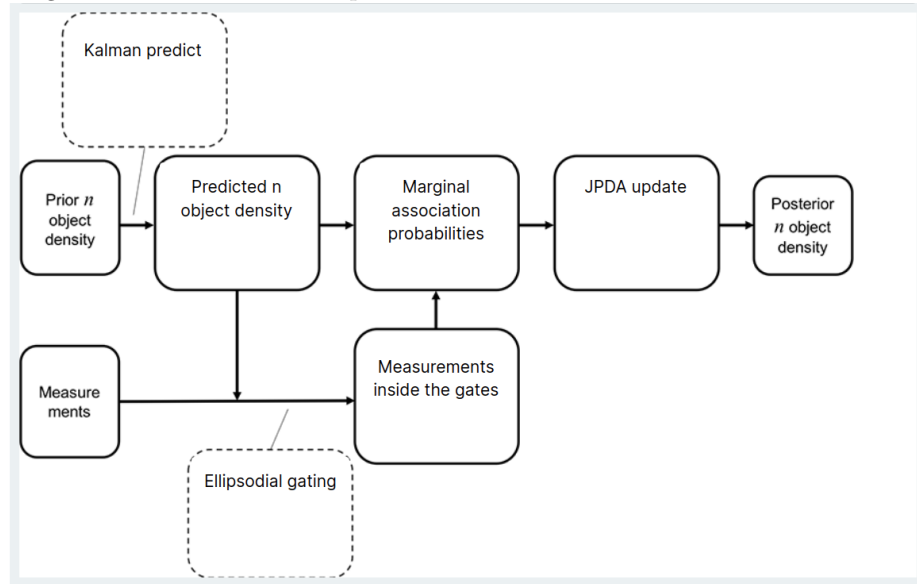 Kalman predict
Prior n
object
density
Predicted n
object density
Marginal
association
probabilities
JPDA update
Posterior
n object
density
Measure
ments
Measurements
inside the gates
Ellipsodial gating